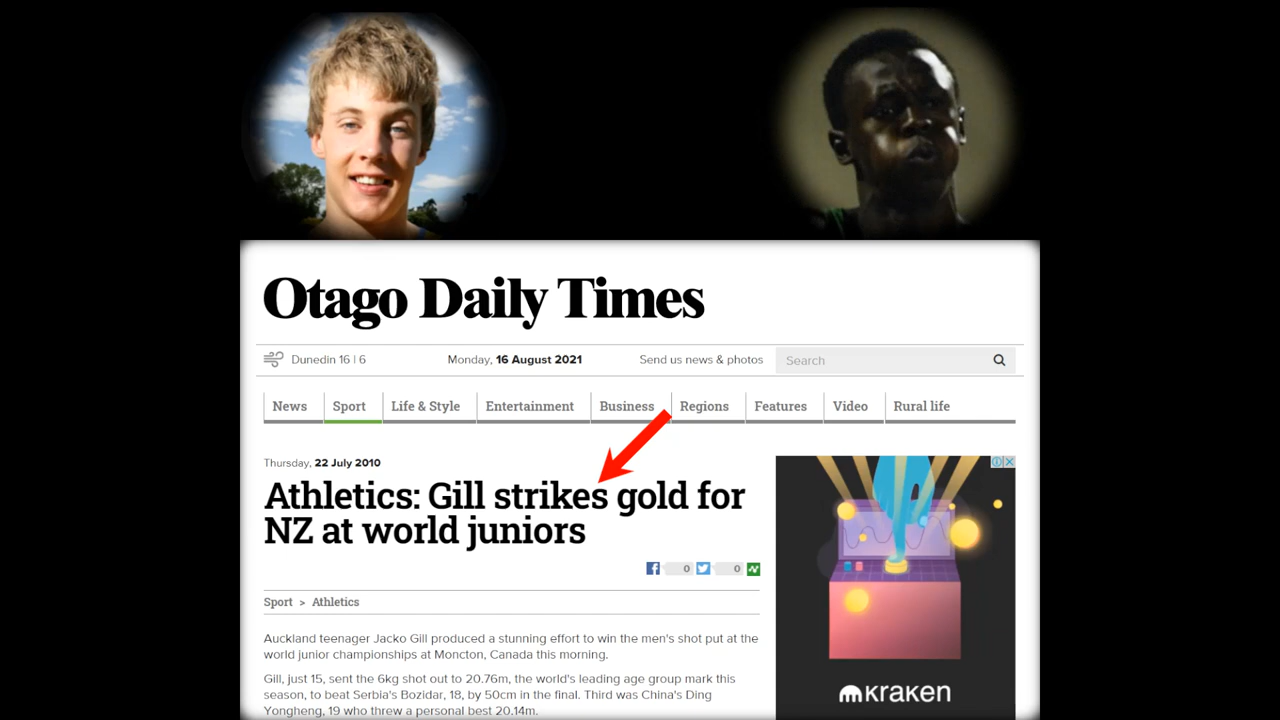 Otago Daily Times
Dunedin 16 | 6
Monday, 16 August 2021
Send us news & photos
Search
News
Sport
Life & Style
Entertainment
Business
Regions
Features
Video
Rural life
Thursday, 22 July 2010
Athletics: Gill strikes gold for
NZ at world juniors
0
0
Sport > Athletics
Auckland teenager Jacko Gill produced a stunning effort to win the men's shot put at the
world junior championships at Moncton, Canada this morning.
Gill, just 15, sent the 6kg shot out to 20.76m, the world's leading age group mark this
season, to beat Serbia's Bozidar, 18, by 50cm in the final. Third was China's Ding
Yongheng, 19 who threw a personal best 20.14m.
kraken